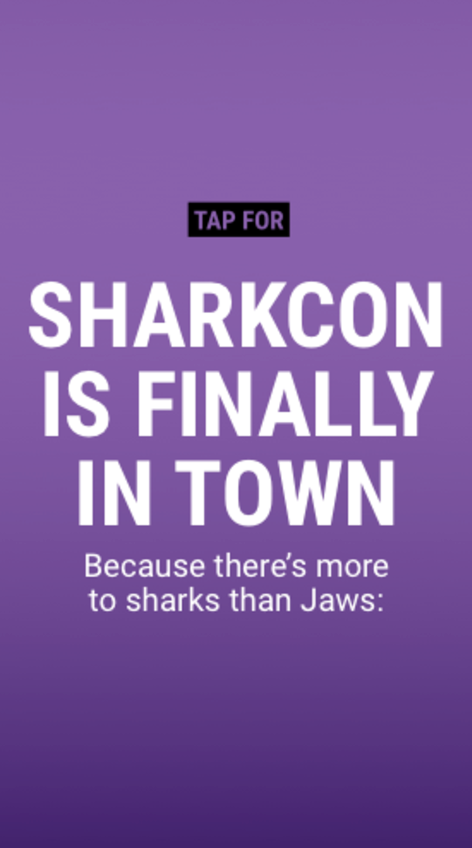 TAP FOR
SHARKCON
IS FINALLY
IN TOWN
Because there’s more
to sharks than Jaws: